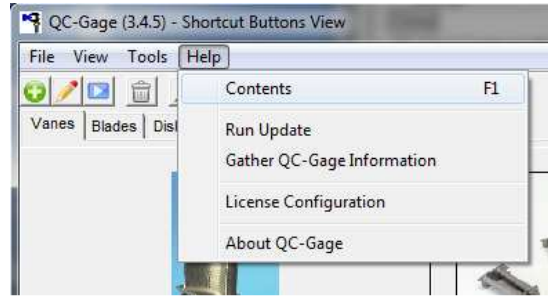 QC-Gage (3.4.5) - Shortcut Buttons View
File View Tools Help
Contents F1
Vanes Blades Dis
Run Update
Gather QC-Gage Information
License Configuration
About QC-Gage